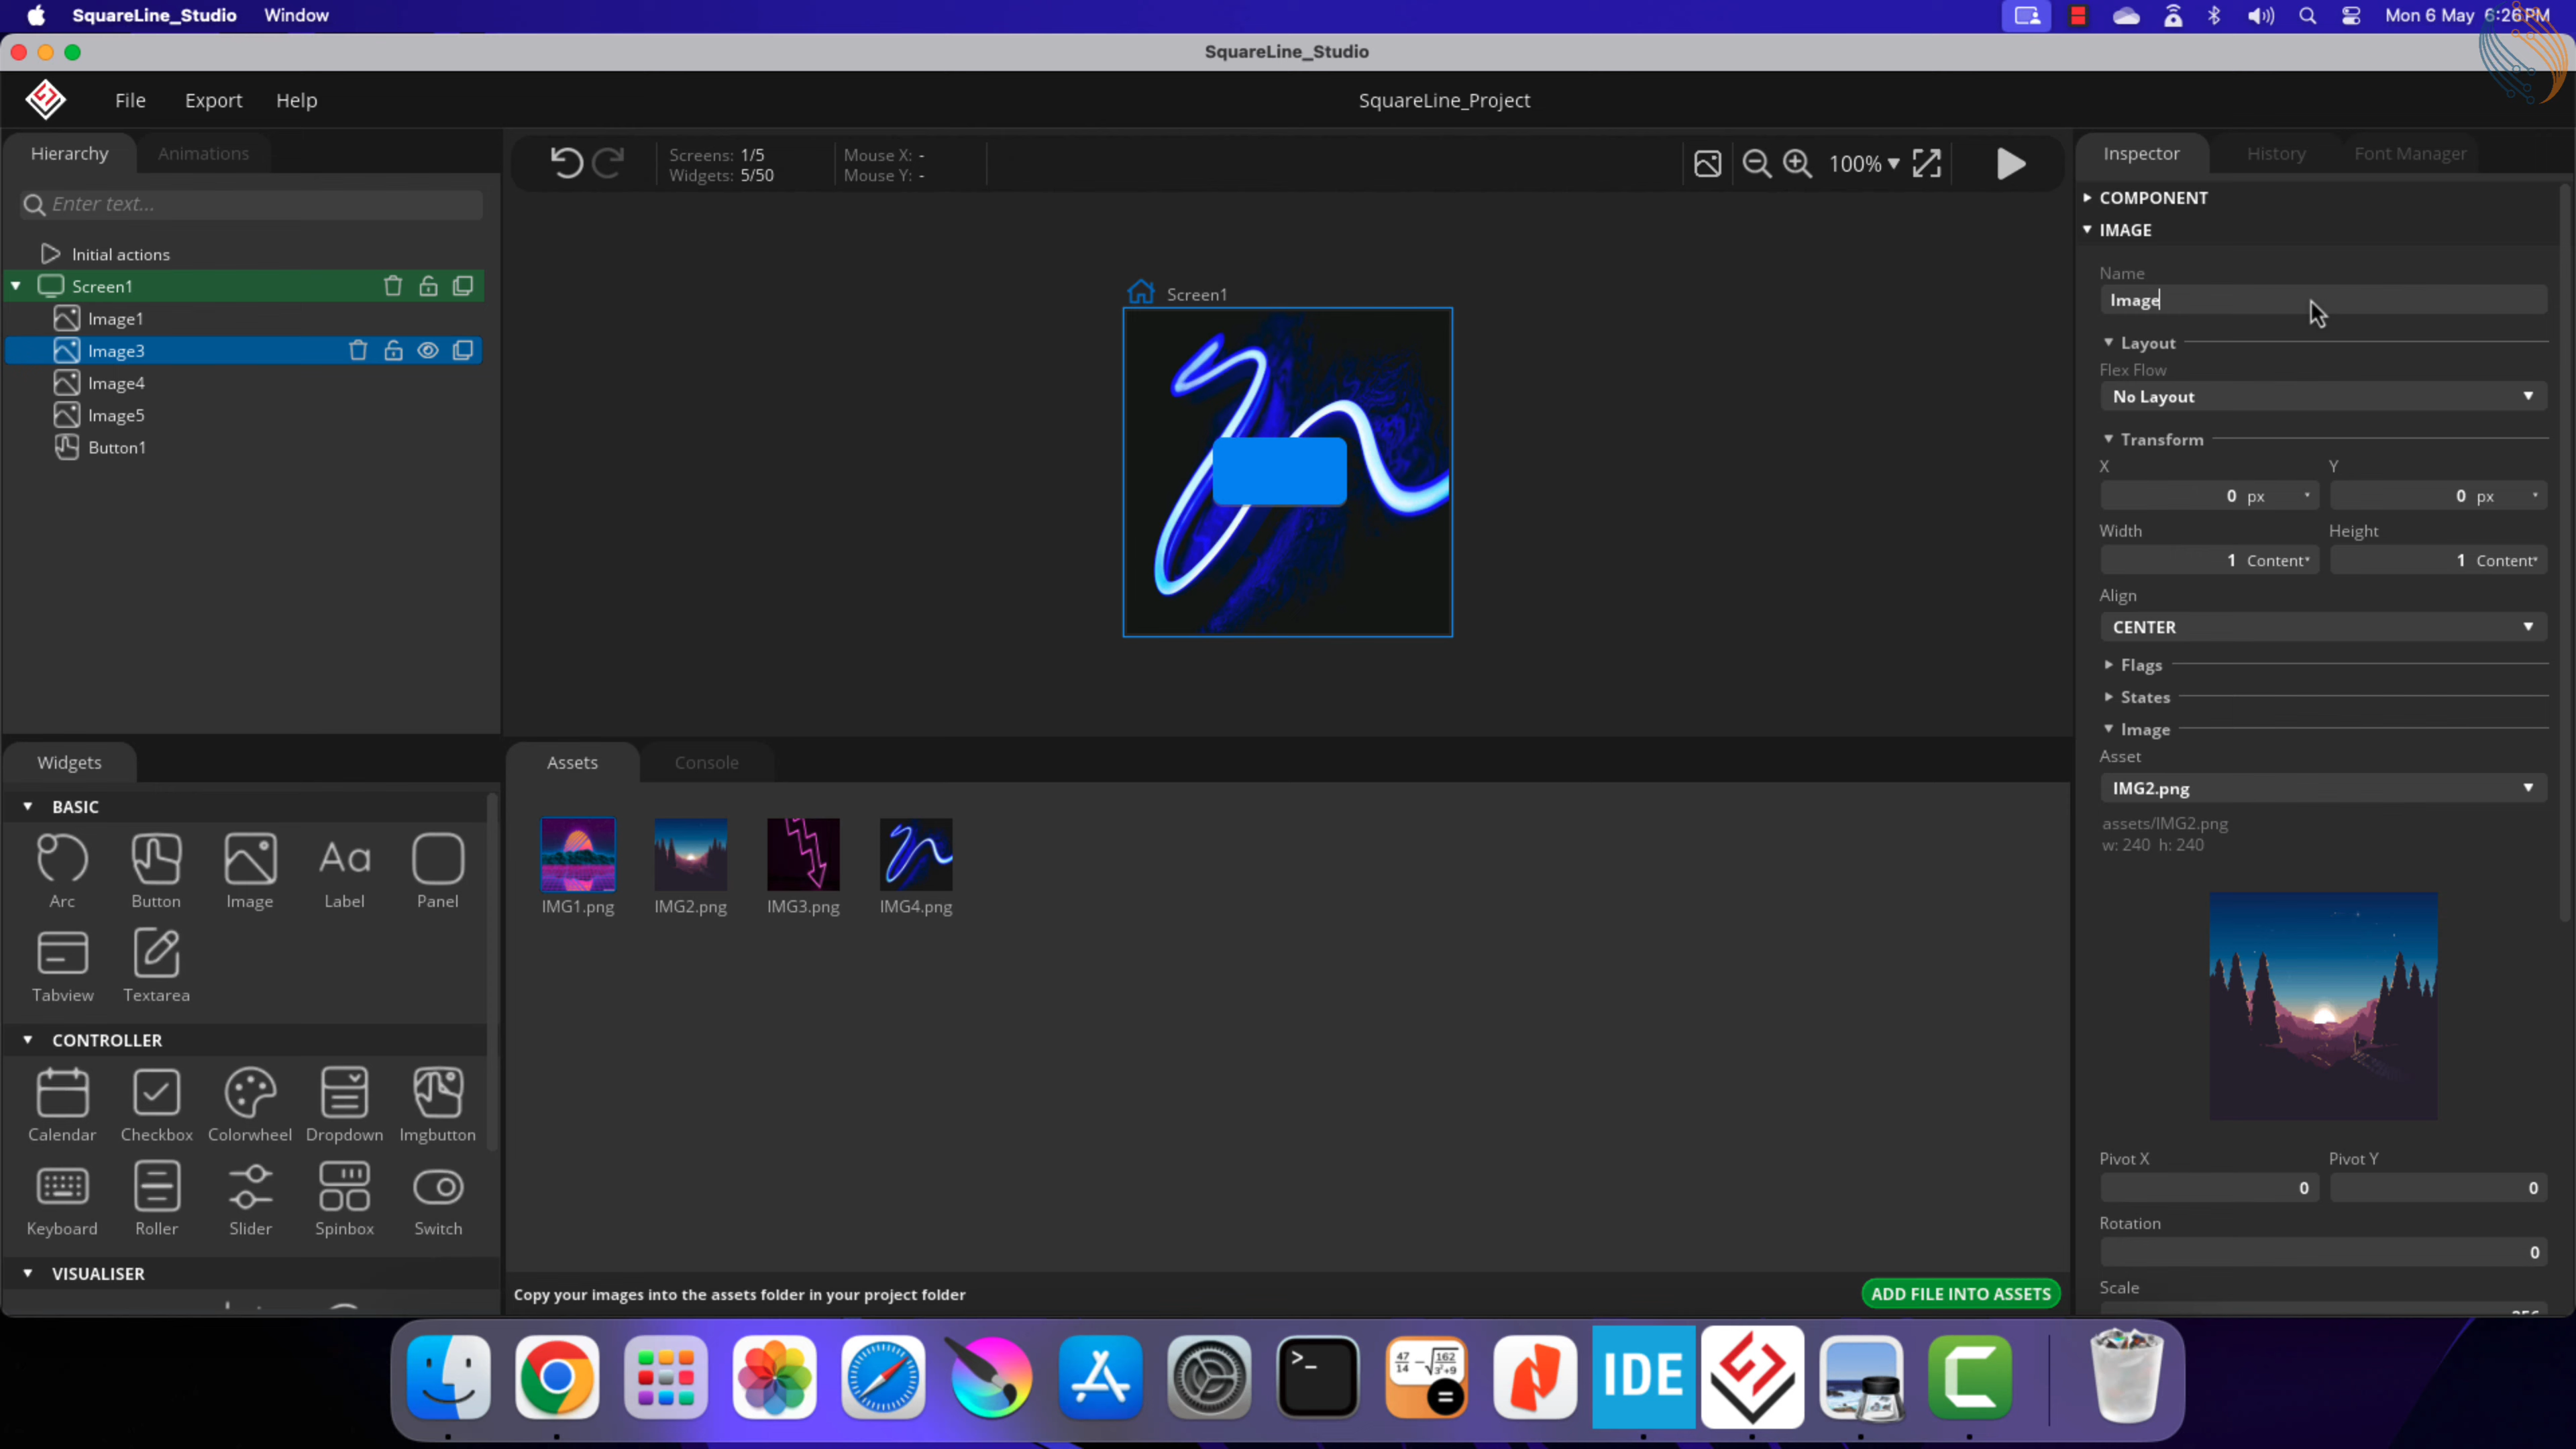 SquareLine_Studio Window Mon 6 May 6:26 PM
SquareLine_Studio
File Export Help SquareLine_Project
Hierarchy Animations
Enter text...
Initial actions
Screen1
Image1
Image3
Image4
Image5
Button1
Screens: 1/5 Mouse X: -
Widgets: 5/50 Mouse Y: -
100%
Screen1
Inspector History Font Manager
COMPONENT
IMAGE
Name
Image
Layout
Flex Flow
No Layout
Transform
X Y
0 px 0 px
Width Height
1 Content 1 Content
Align
CENTER
Flags
States
Image
Asset
IMG2.png
assets/IMG2.png
w: 240 h: 240
Pivot X Pivot Y
0 0
Rotation
0
Scale
Widgets
BASIC
Arc Button Image Label Panel
Tabview Textarea
CONTROLLER
Calendar Checkbox Colorwheel Dropdown Imgbutton
Keyboard Roller Slider Spinbox Switch
VISUALISER
Assets Console
IMG1.png IMG2.png IMG3.png IMG4.png
Copy your images into the assets folder in your project folder
ADD FILE INTO ASSETS
IDE